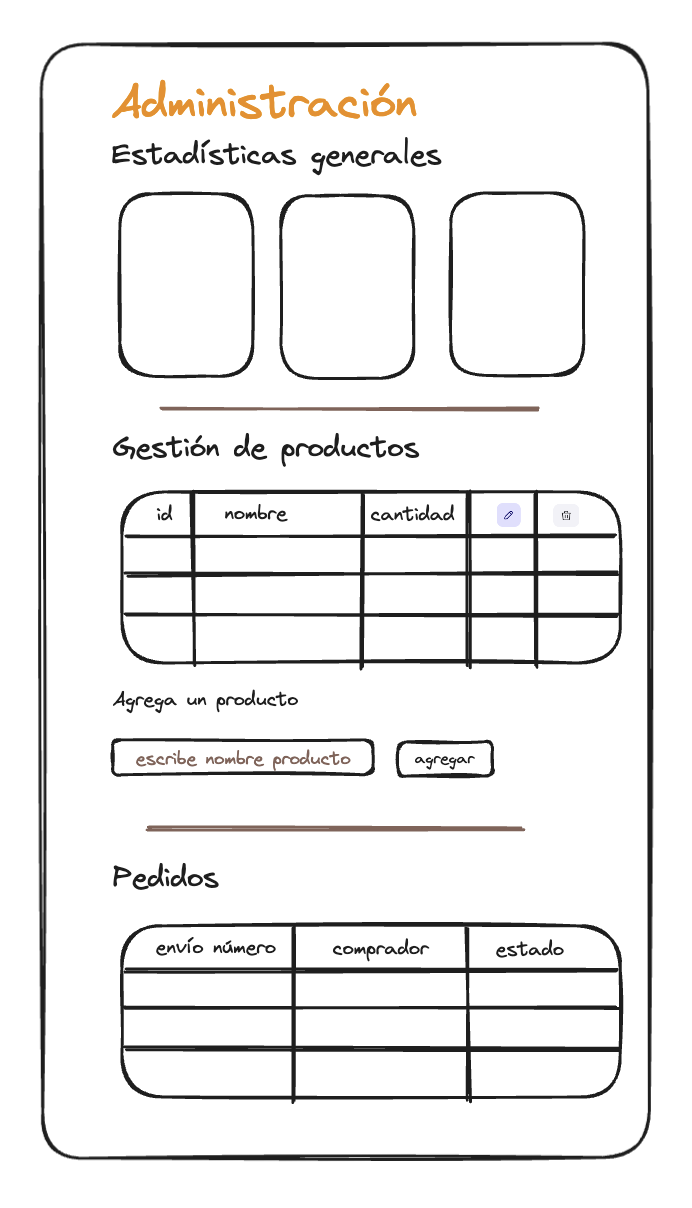 Administración
Estadísticas generales
Gestión de productos
id nombre cantidad
Agrega un producto
escribe nombre producto agregar
Pedidos
envío número comprador estado